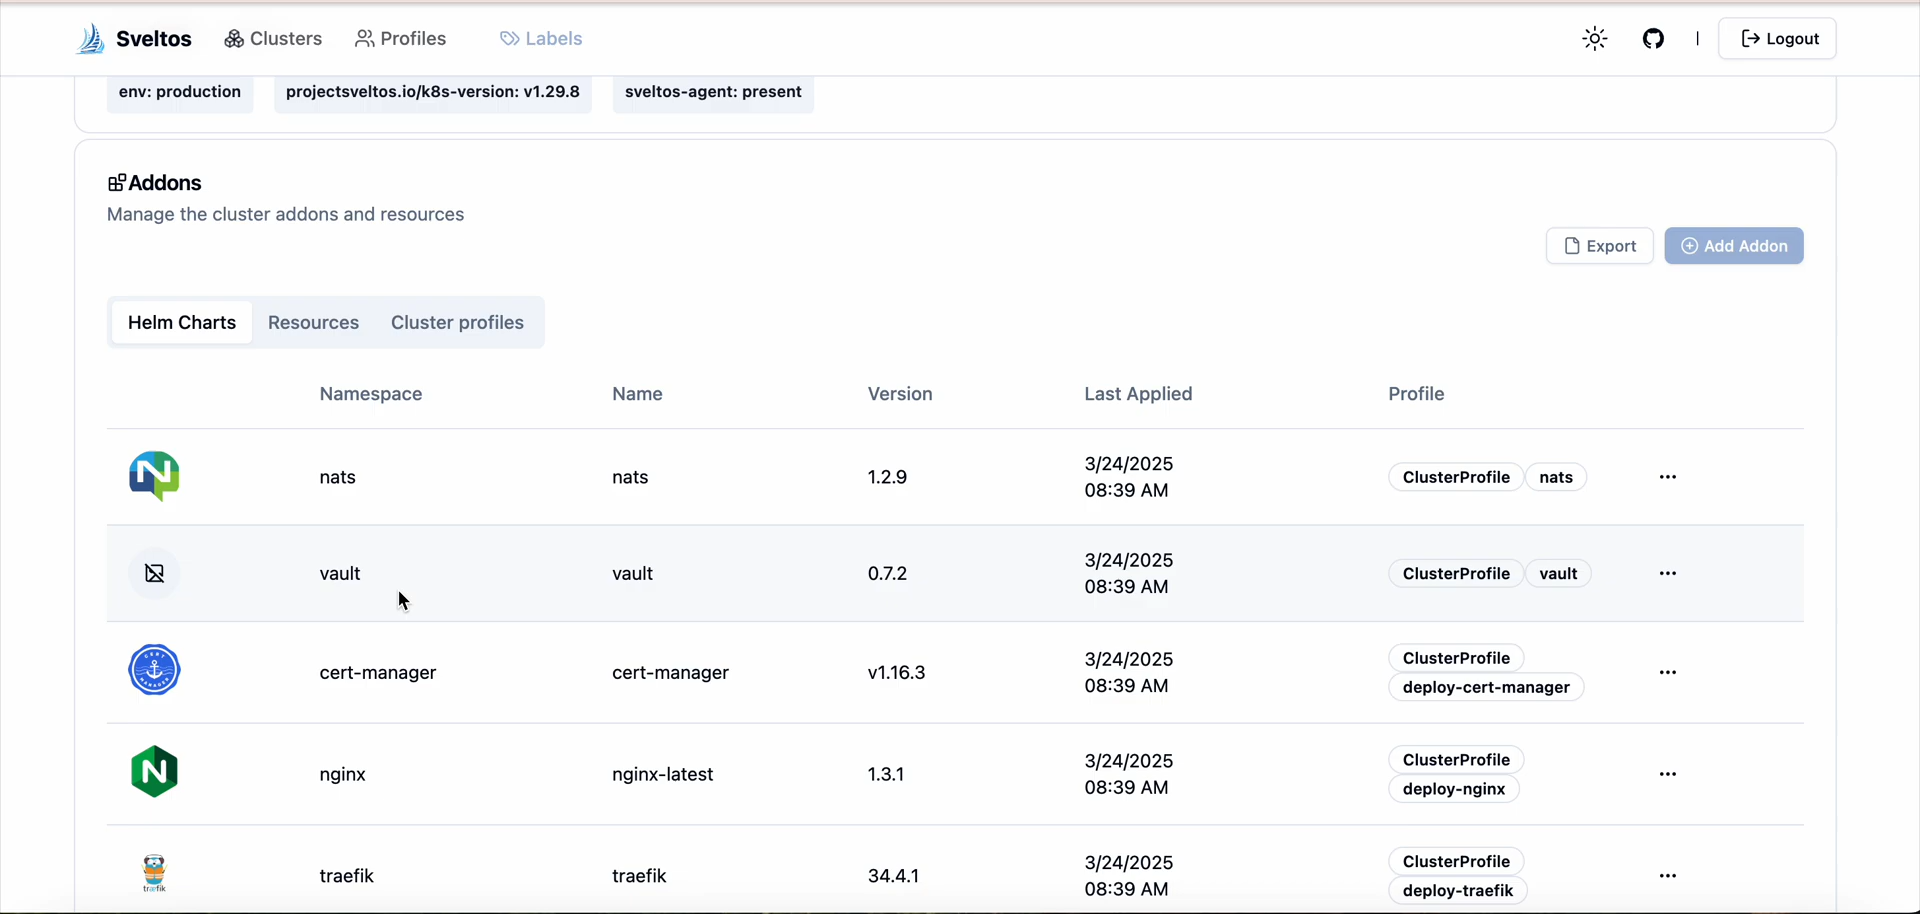 Sveltos Clusters Profiles Labels | Logout
env: production projectsveltos.io/k8s-version: v1.29.8 sveltos-agent: present
Addons
Manage the cluster addons and resources
Export Add Addon
Helm Charts Resources Cluster profiles
Namespace Name Version Last Applied Profile
nats nats 1.2.9 3/24/2025 08:39 AM ClusterProfile nats ...
vault vault 0.7.2 3/24/2025 08:39 AM ClusterProfile vault ...
CERT MANAGER
cert-manager cert-manager v1.16.3 3/24/2025 08:39 AM ClusterProfile deploy-cert-manager ...
nginx nginx-latest 1.3.1 3/24/2025 08:39 AM ClusterProfile deploy-nginx ...
træfik
traefik traefik 34.4.1 3/24/2025 08:39 AM ClusterProfile deploy-traefik ...